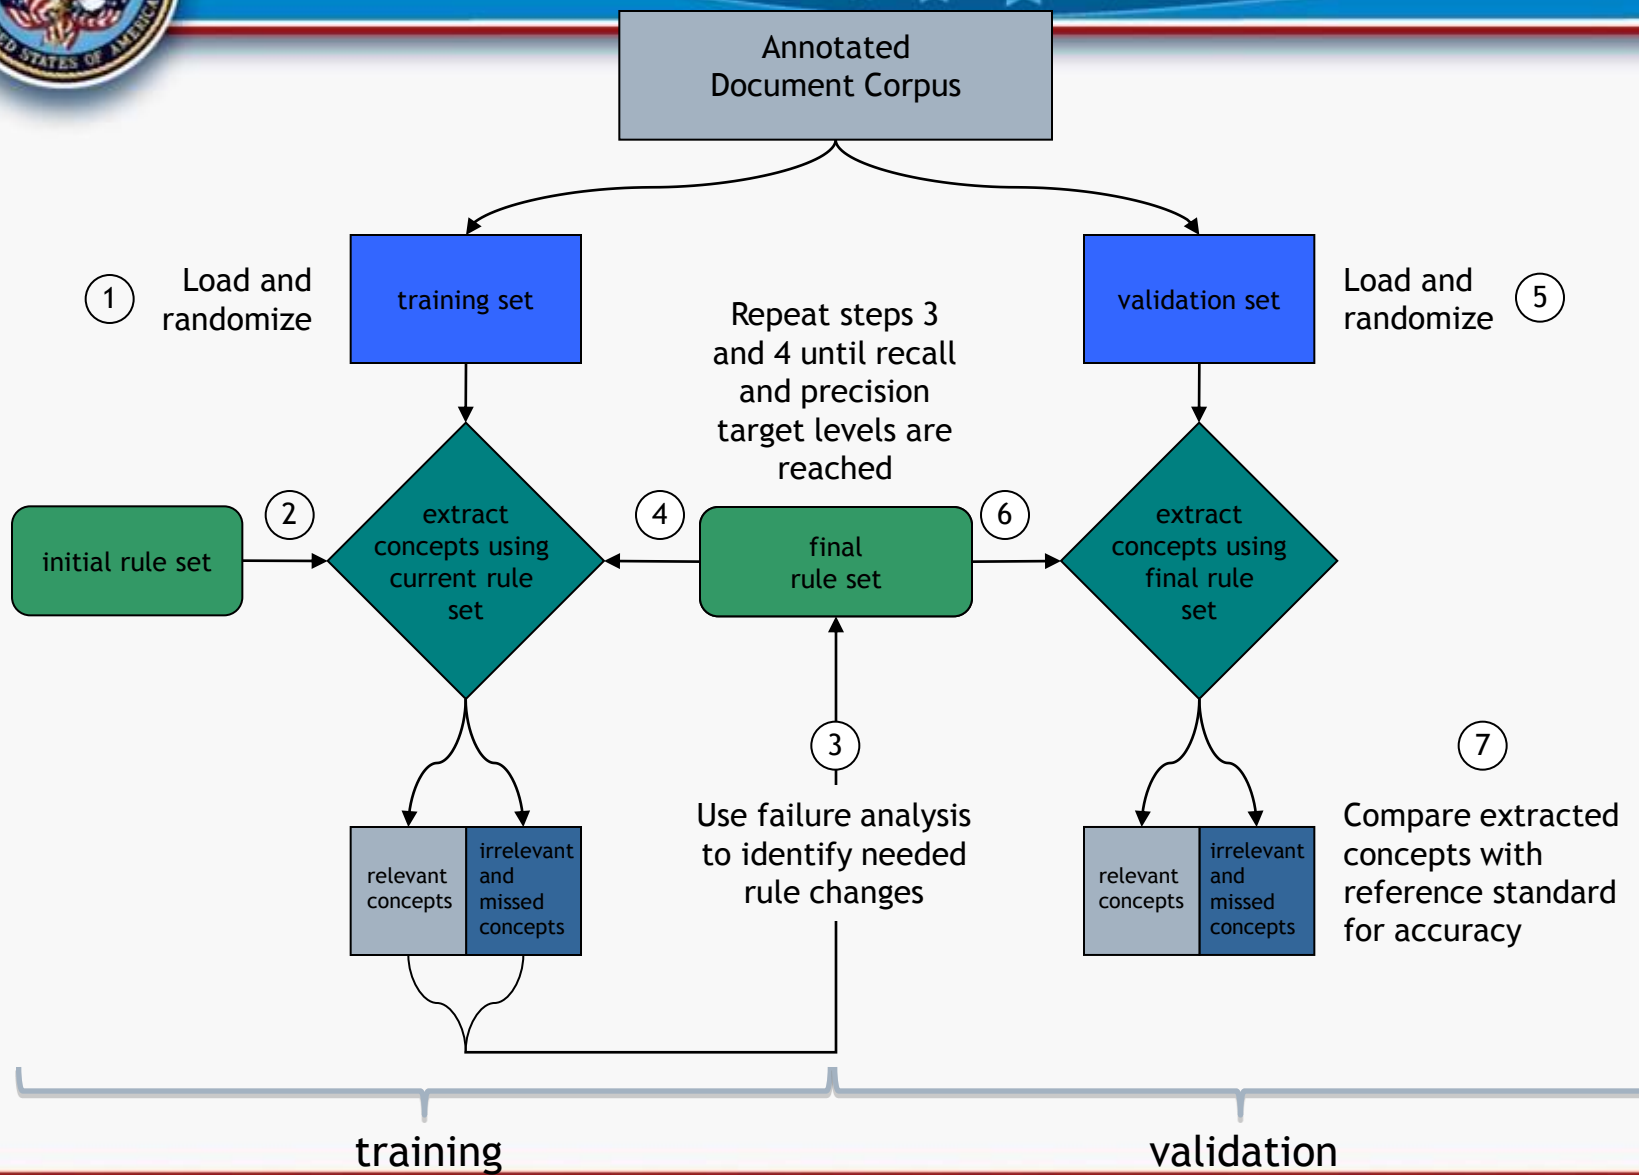 ED STATES OF AMERICA
Annotated
Document Corpus
1
Load and
randomize
training set
Repeat steps 3
and 4 until recall
and precision
target levels are
reached
validation set
Load and
randomize
5
initial rule set
2
extract
concepts using
current rule
set
4
final
rule set
6
extract
concepts using
final rule
set
relevant
concepts
irrelevant
and
missed
concepts
3
Use failure analysis
to identify needed
rule changes
relevant
concepts
irrelevant
and
missed
concepts
7
Compare extracted
concepts with
reference standard
for accuracy
training
validation